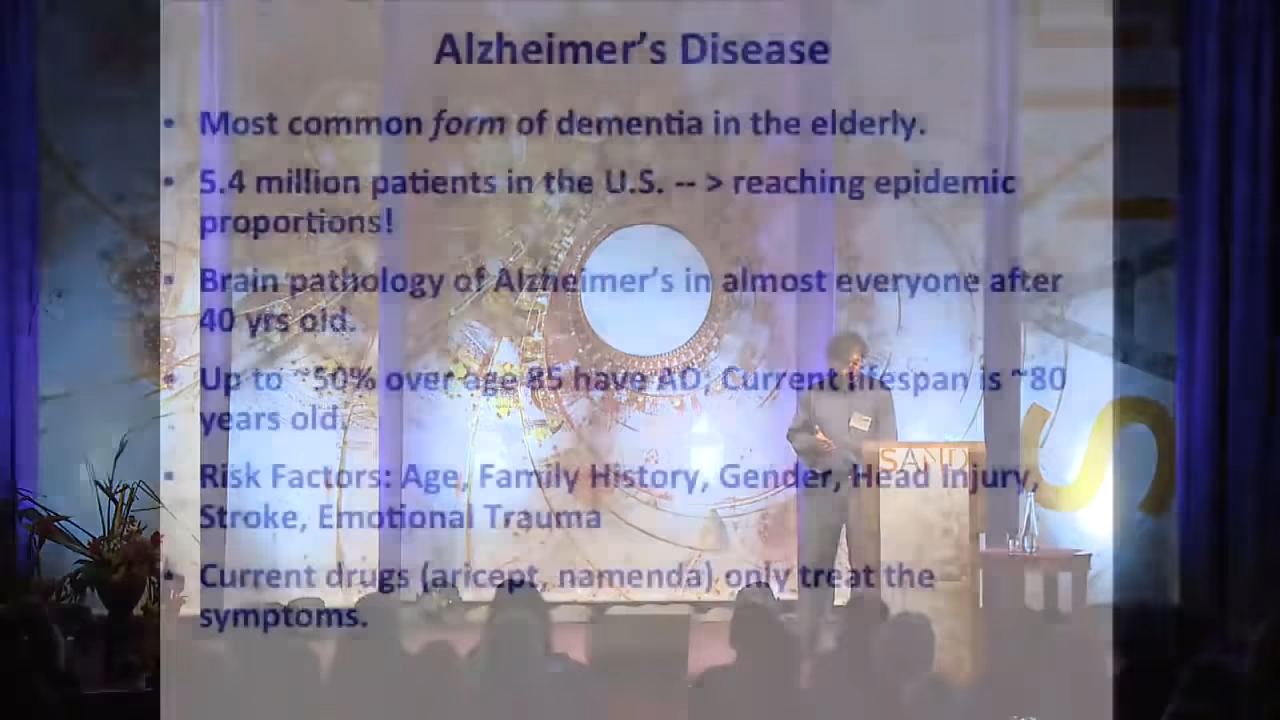 Alzheimer's Disease
• Most common form of dementia in the elderly.
• 5.4 million patients in the U.S. -- > reaching epidemic
proportions!
• Brain pathology of Alzheimer's in almost everyone after
40 yrs old.
• Up to ~50% over age 85 have AD; Current lifespan is ~80
years old.
• Risk Factors: Age, Family History, Gender, Head Injury,
Stroke, Emotional Trauma
• Current drugs (aricept, namenda) only treat the
symptoms.
SAND
S